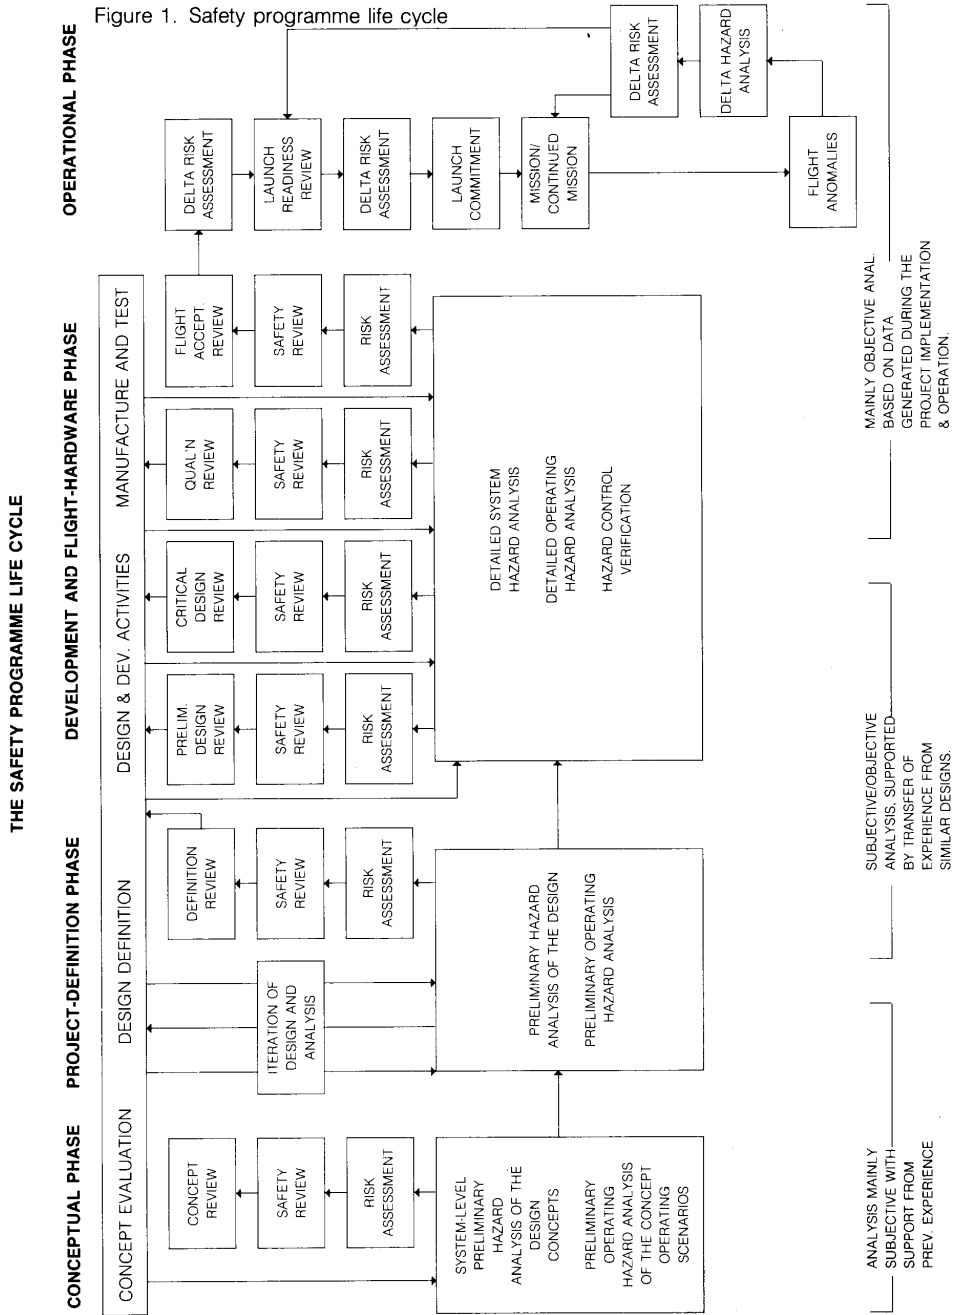 Figure 1. Safety programme life cycle
THE SAFETY PROGRAMME LIFE CYCLE
CONCEPTUAL PHASE
PROJECT-DEFINITION PHASE
DEVELOPMENT AND FLIGHT-HARDWARE PHASE
OPERATIONAL PHASE
CONCEPT EVALUATION
DESIGN DEFINITION
DESIGN & DEV. ACTIVITIES
MANUFACTURE AND TEST
CONCEPT
REVIEW
SAFETY
REVIEW
RISK
ASSESSMENT
SYSTEM-LEVEL
PRELIMINARY
HAZARD
ANALYSIS OF THE
DESIGN
CONCEPTS
PRELIMINARY
OPERATING
HAZARD ANALYSIS
OF THE CONCEPT
OPERATING
SCENARIOS
ITERATION OF
DESIGN AND
ANALYSIS
DEFINITION
REVIEW
SAFETY
REVIEW
RISK
ASSESSMENT
PRELIMINARY HAZARD
ANALYSIS OF THE DESIGN
PRELIMINARY OPERATING
HAZARD ANALYSIS
PRELIM.
DESIGN
REVIEW
SAFETY
REVIEW
RISK
ASSESSMENT
CRITICAL
DESIGN
REVIEW
SAFETY
REVIEW
RISK
ASSESSMENT
QUAL'N
REVIEW
SAFETY
REVIEW
RISK
ASSESSMENT
FLIGHT
ACCEPT.
REVIEW
SAFETY
REVIEW
RISK
ASSESSMENT
DETAILED SYSTEM
HAZARD ANALYSIS
DETAILED OPERATING
HAZARD ANALYSIS
HAZARD CONTROL
VERIFICATION
DELTA RISK
ASSESSMENT
LAUNCH
READINESS
REVIEW
DELTA RISK
ASSESSMENT
LAUNCH
COMMITMENT
MISSION/
CONTINUED
MISSION
DELTA RISK
ASSESSMENT
DELTA HAZARD
ANALYSIS
FLIGHT
ANOMALIES
ANALYSIS MAINLY
SUBJECTIVE WITH
SUPPORT FROM
PREV. EXPERIENCE
SUBJECTIVE/OBJECTIVE
ANALYSIS, SUPPORTED
BY TRANSFER OF
EXPERIENCE FROM
SIMILAR DESIGNS.
MAINLY OBJECTIVE ANAL.
BASED ON DATA
GENERATED DURING THE
PROJECT IMPLEMENTATION
& OPERATION.